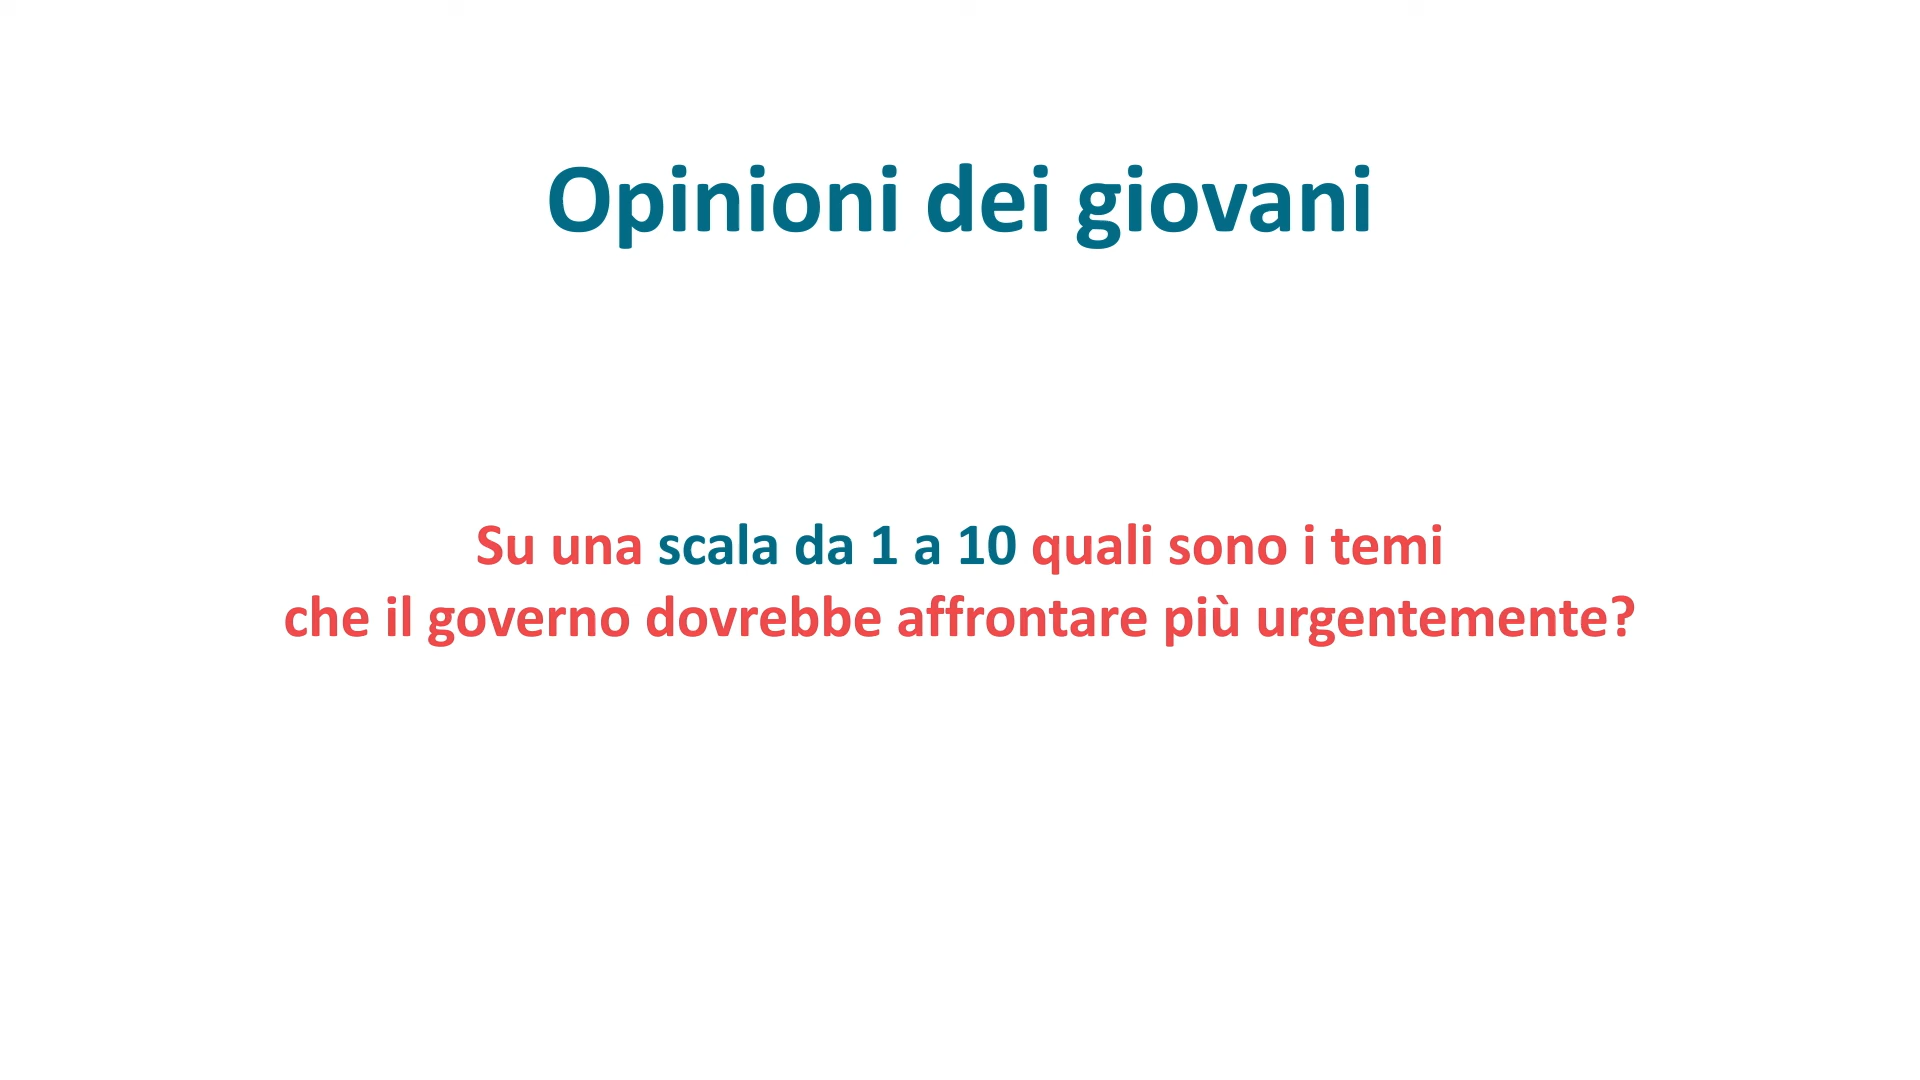 Opinioni dei giovani
Su una scala da 1 a 10 quali sono i temi
che il governo dovrebbe affrontare più urgentemente?